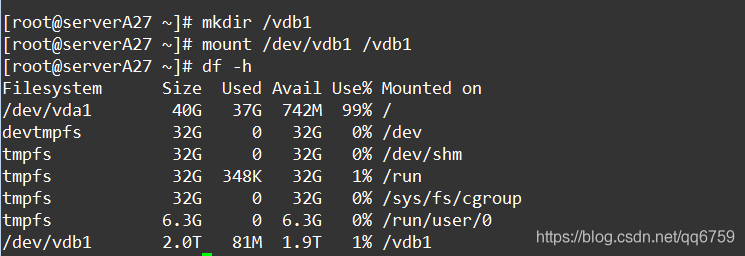 [root@serverA27 ~]# mkdir /vdb1
[root@serverA27 ~]# mount /dev/vdb1 /vdb1
[root@serverA27 ~]# df -h
Filesystem Size Used Avail Use% Mounted on
/dev/vda1 40G 37G 742M 99% /
devtmpfs 32G 0 32G 0% /dev
tmpfs 32G 0 32G 0% /dev/shm
tmpfs 32G 348K 32G 1% /run
tmpfs 32G 0 32G 0% /sys/fs/cgroup
tmpfs 6.3G 0 6.3G 0% /run/user/0
/dev/vdb1 2.0T 81M 1.9T 1% /vdb1
https://blog.csdn.net/qq6759